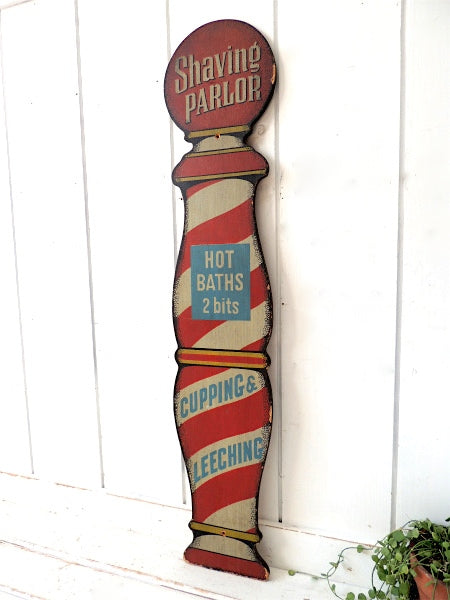 Shaving
PARLOR
HOT
BATHS
2 bits
CUPPING &
LEECHING